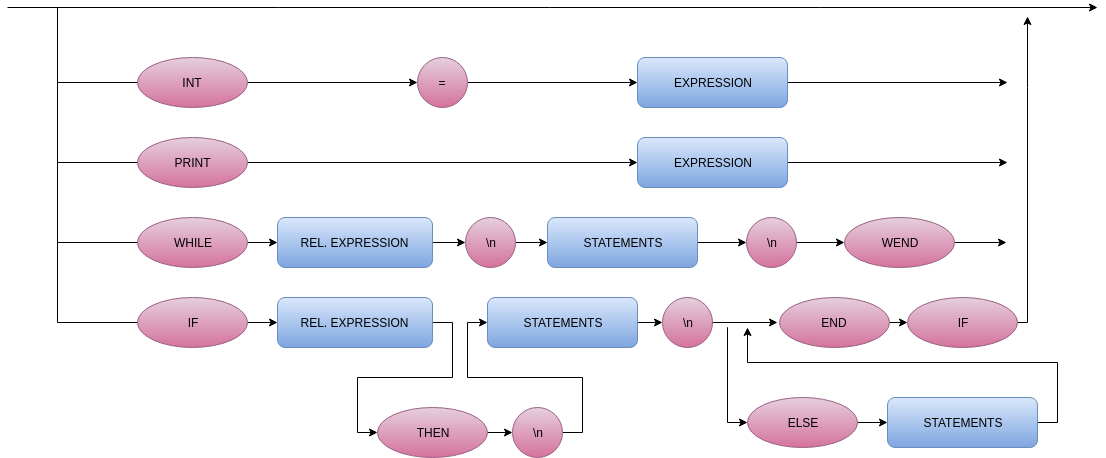 INT = EXPRESSION
PRINT EXPRESSION
WHILE REL. EXPRESSION \n STATEMENTS \n WEND
IF REL. EXPRESSION STATEMENTS \n END IF
THEN \n ELSE STATEMENTS